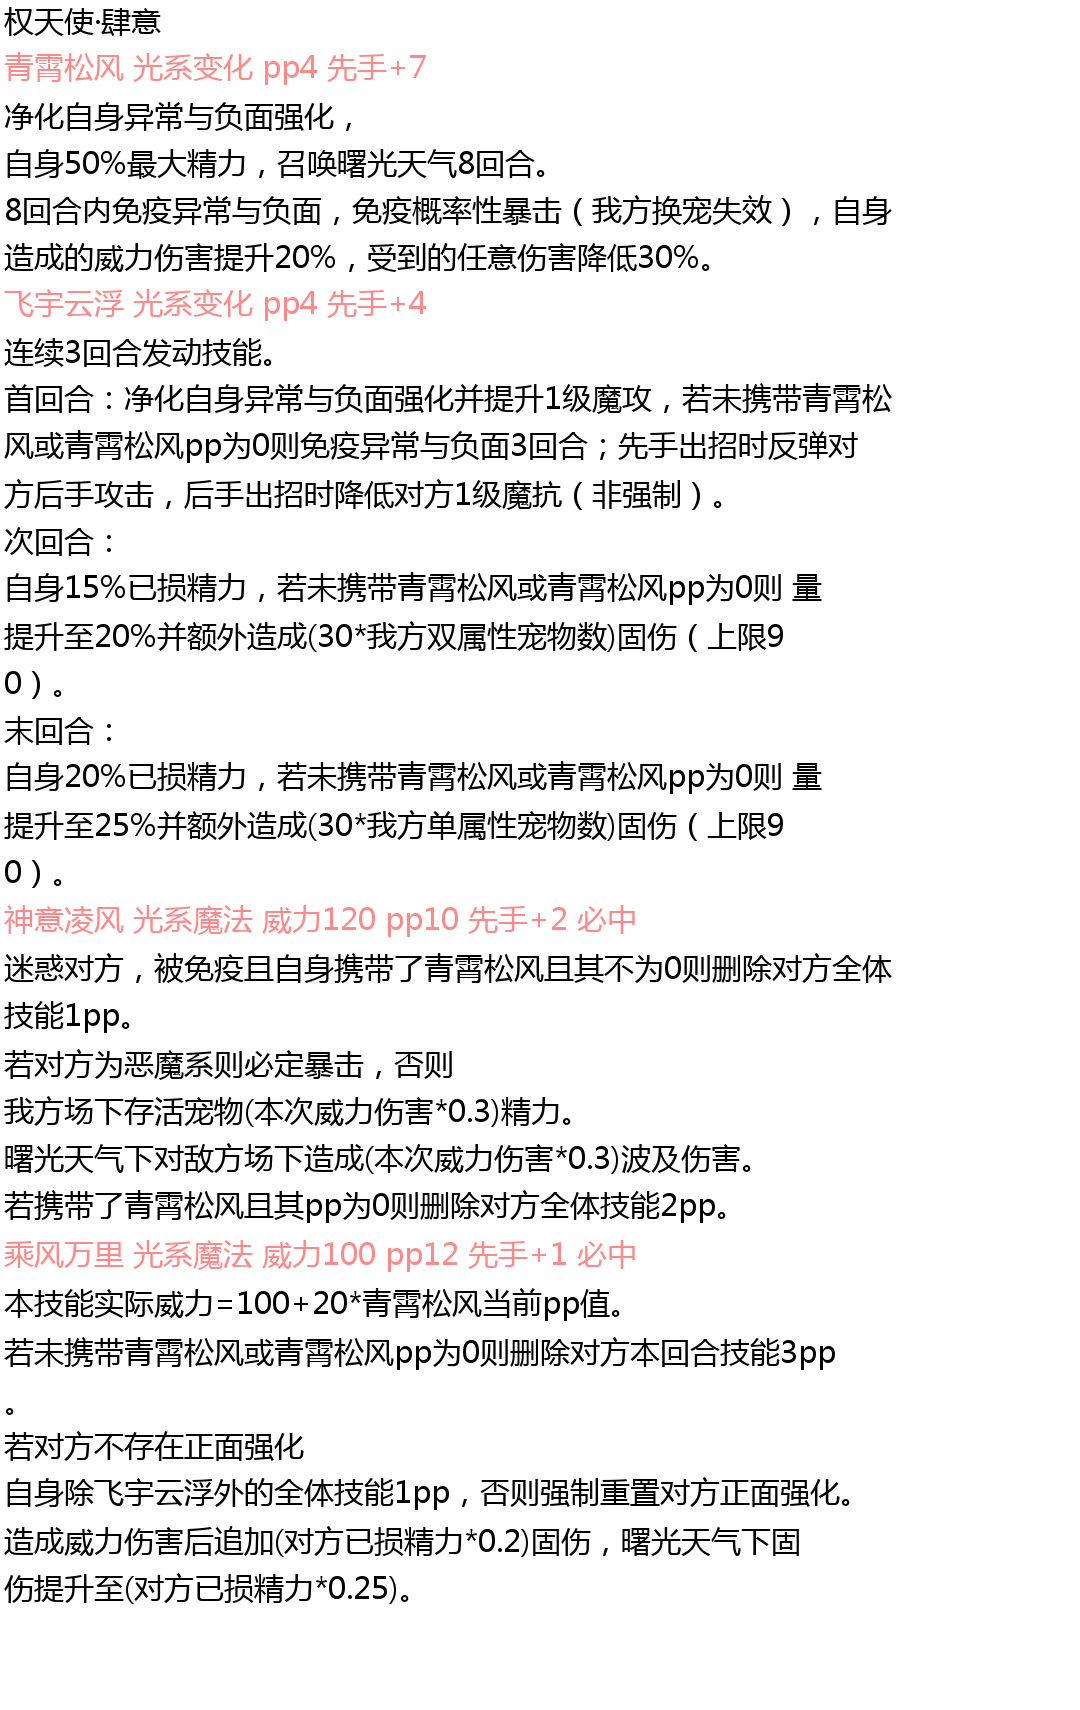 权天使·肆意
青霄松风 光系变化 pp4 先手+7
净化自身异常与负面强化，
自身50%最大精力，召唤曙光天气8回合。
8回合内免疫异常与负面，免疫概率性暴击（我方换宠失效），自身
造成的威力伤害提升20%，受到的任意伤害降低30%。
飞宇云浮 光系变化 pp4 先手+4
连续3回合发动技能。
首回合：净化自身异常与负面强化并提升1级魔攻，若未携带青霄松
风或青霄松风pp为0则免疫异常与负面3回合；先手出招时反弹对
方后手攻击，后手出招时降低对方1级魔抗（非强制）。
次回合：
自身15%已损精力，若未携带青霄松风或青霄松风pp为0则 量
提升至20%并额外造成(30*我方双属性宠物数)固伤（上限9
0）。
末回合：
自身20%已损精力，若未携带青霄松风或青霄松风pp为0则 量
提升至25%并额外造成(30*我方单属性宠物数)固伤（上限9
0）。
神意凌风 光系魔法 威力120 pp10 先手+2 必中
迷惑对方，被免疫且自身携带了青霄松风且其不为0则删除对方全体
技能1pp。
若对方为恶魔系则必定暴击，否则
我方场下存活宠物(本次威力伤害*0.3)精力。
曙光天气下对敌方场下造成(本次威力伤害*0.3)波及伤害。
若携带了青霄松风且其pp为0则删除对方全体技能2pp。
乘风万里 光系魔法 威力100 pp12 先手+1 必中
本技能实际威力=100+20*青霄松风当前pp值。
若未携带青霄松风或青霄松风pp为0则删除对方本回合技能3pp
。
若对方不存在正面强化
自身除飞宇云浮外的全体技能1pp，否则强制重置对方正面强化。
造成威力伤害后追加(对方已损精力*0.2)固伤，曙光天气下固
伤提升至(对方已损精力*0.25)。